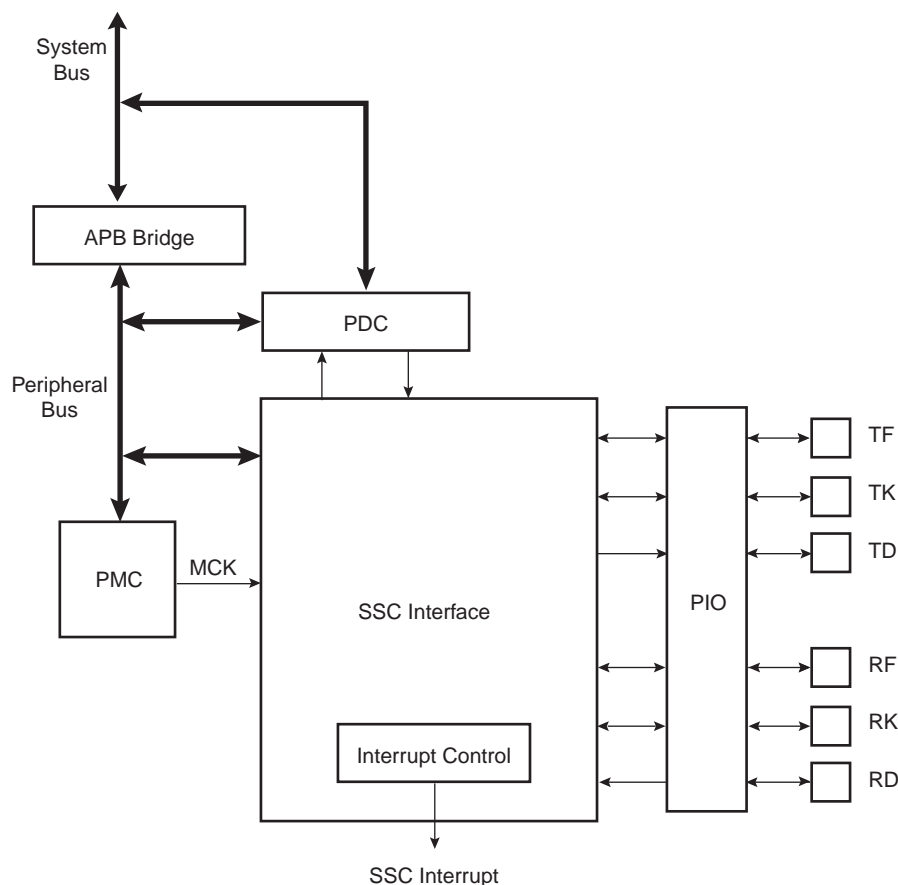 System
Bus
APB Bridge
PDC
Peripheral
Bus
TF
TK
PMC
MCK
TD
SSC Interface
PIO
RF
RK
Interrupt Control
RD
SSC Interrupt